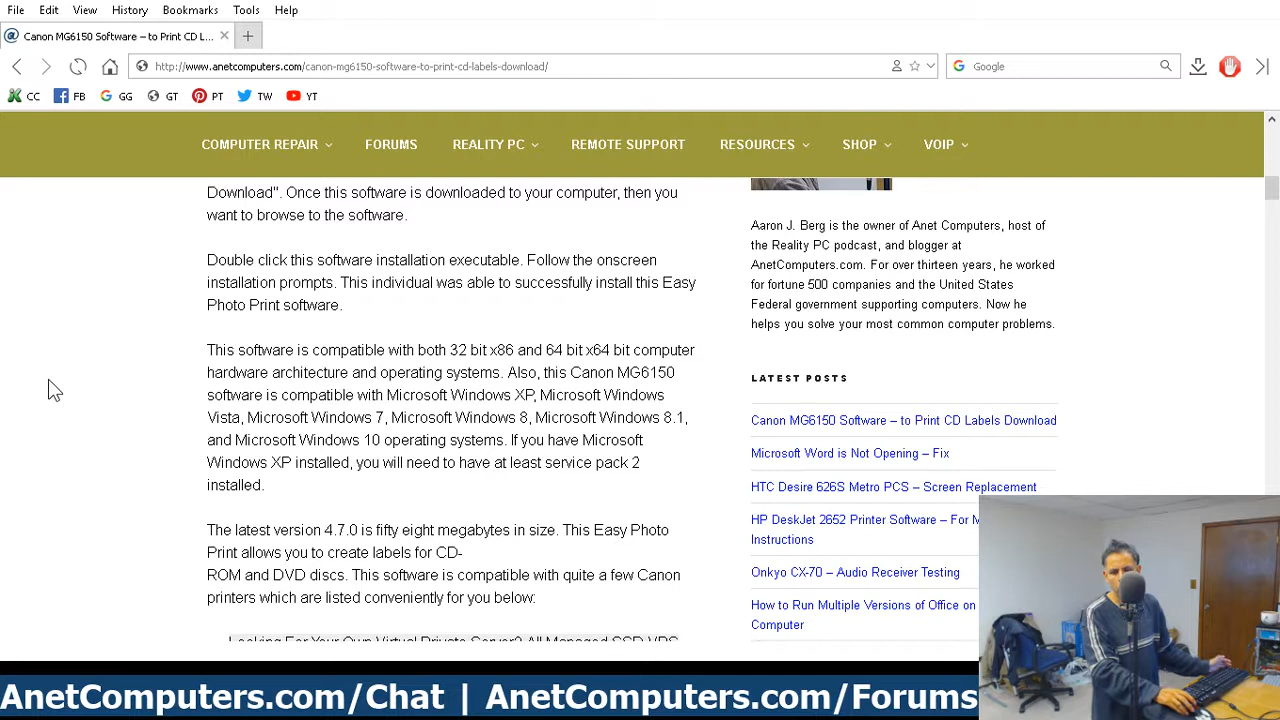 File Edit View History Bookmarks Tools Help
Canon MG6150 Software – to Print CD L...
http://www.anetcomputers.com/canon-mg6150-software-to-print-cd-labels-download/
Google
CC FB GG GT PT TW YT
COMPUTER REPAIR FORUMS REALITY PC REMOTE SUPPORT RESOURCES SHOP VOIP
Download". Once this software is downloaded to your computer, then you
want to browse to the software.
Double click this software installation executable. Follow the onscreen
installation prompts. This individual was able to successfully install this Easy
Photo Print software.
This software is compatible with both 32 bit x86 and 64 bit x64 bit computer
hardware architecture and operating systems. Also, this Canon MG6150
software is compatible with Microsoft Windows XP, Microsoft Windows
Vista, Microsoft Windows 7, Microsoft Windows 8, Microsoft Windows 8.1,
and Microsoft Windows 10 operating systems. If you have Microsoft
Windows XP installed, you will need to have at least service pack 2
installed.
The latest version 4.7.0 is fifty eight megabytes in size. This Easy Photo
Print allows you to create labels for CD-
ROM and DVD discs. This software is compatible with quite a few Canon
printers which are listed conveniently for you below:
Looking For Your Own Virtual Private Server? All Managed SSD VPS
Aaron J. Berg is the owner of Anet Computers, host of
the Reality PC podcast, and blogger at
AnetComputers.com. For over thirteen years, he worked
for fortune 500 companies and the United States
Federal government supporting computers. Now he
helps you solve your most common computer problems.
LATEST POSTS
Canon MG6150 Software – to Print CD Labels Download
Microsoft Word is Not Opening – Fix
HTC Desire 626S Metro PCS – Screen Replacement
HP DeskJet 2652 Printer Software – For M
Instructions
Onkyo CX-70 – Audio Receiver Testing
How to Run Multiple Versions of Office on
Computer
AnetComputers.com/Chat | AnetComputers.com/Forums